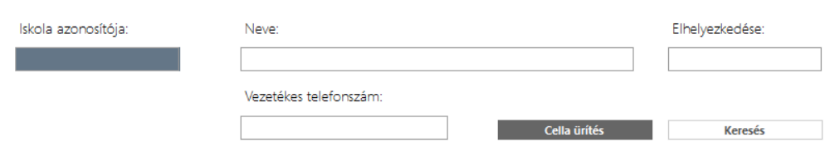 Iskola azonosítója: Neve: Elhelyezkedése:
Vezetékes telefonszám:
Cella ürítés Keresés